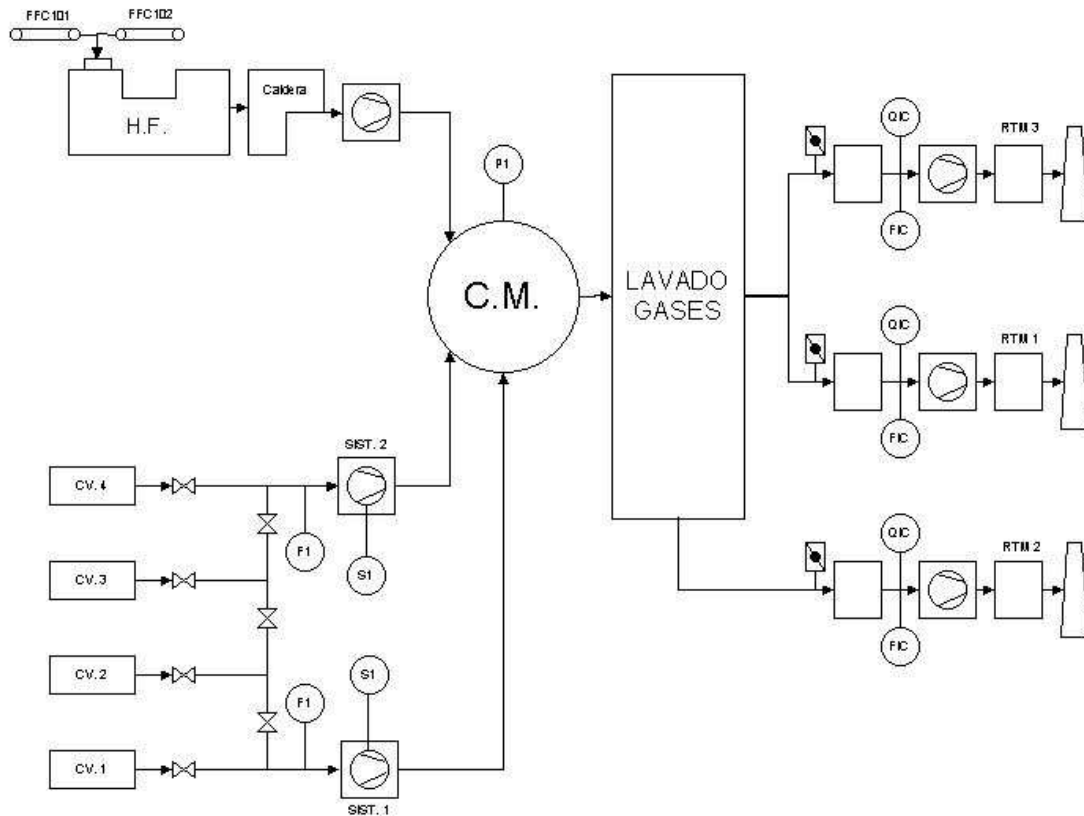 FFC101
FFC102
H.F.
Caldera
P1
C.M.
LAVADO
GASES
QIC
RTM 3
FIC
QIC
RTM 1
FIC
QIC
RTM 2
FIC
SIST. 2
CV.4
F1
S1
CV.3
CV.2
S1
F1
CV.1
SIST. 1